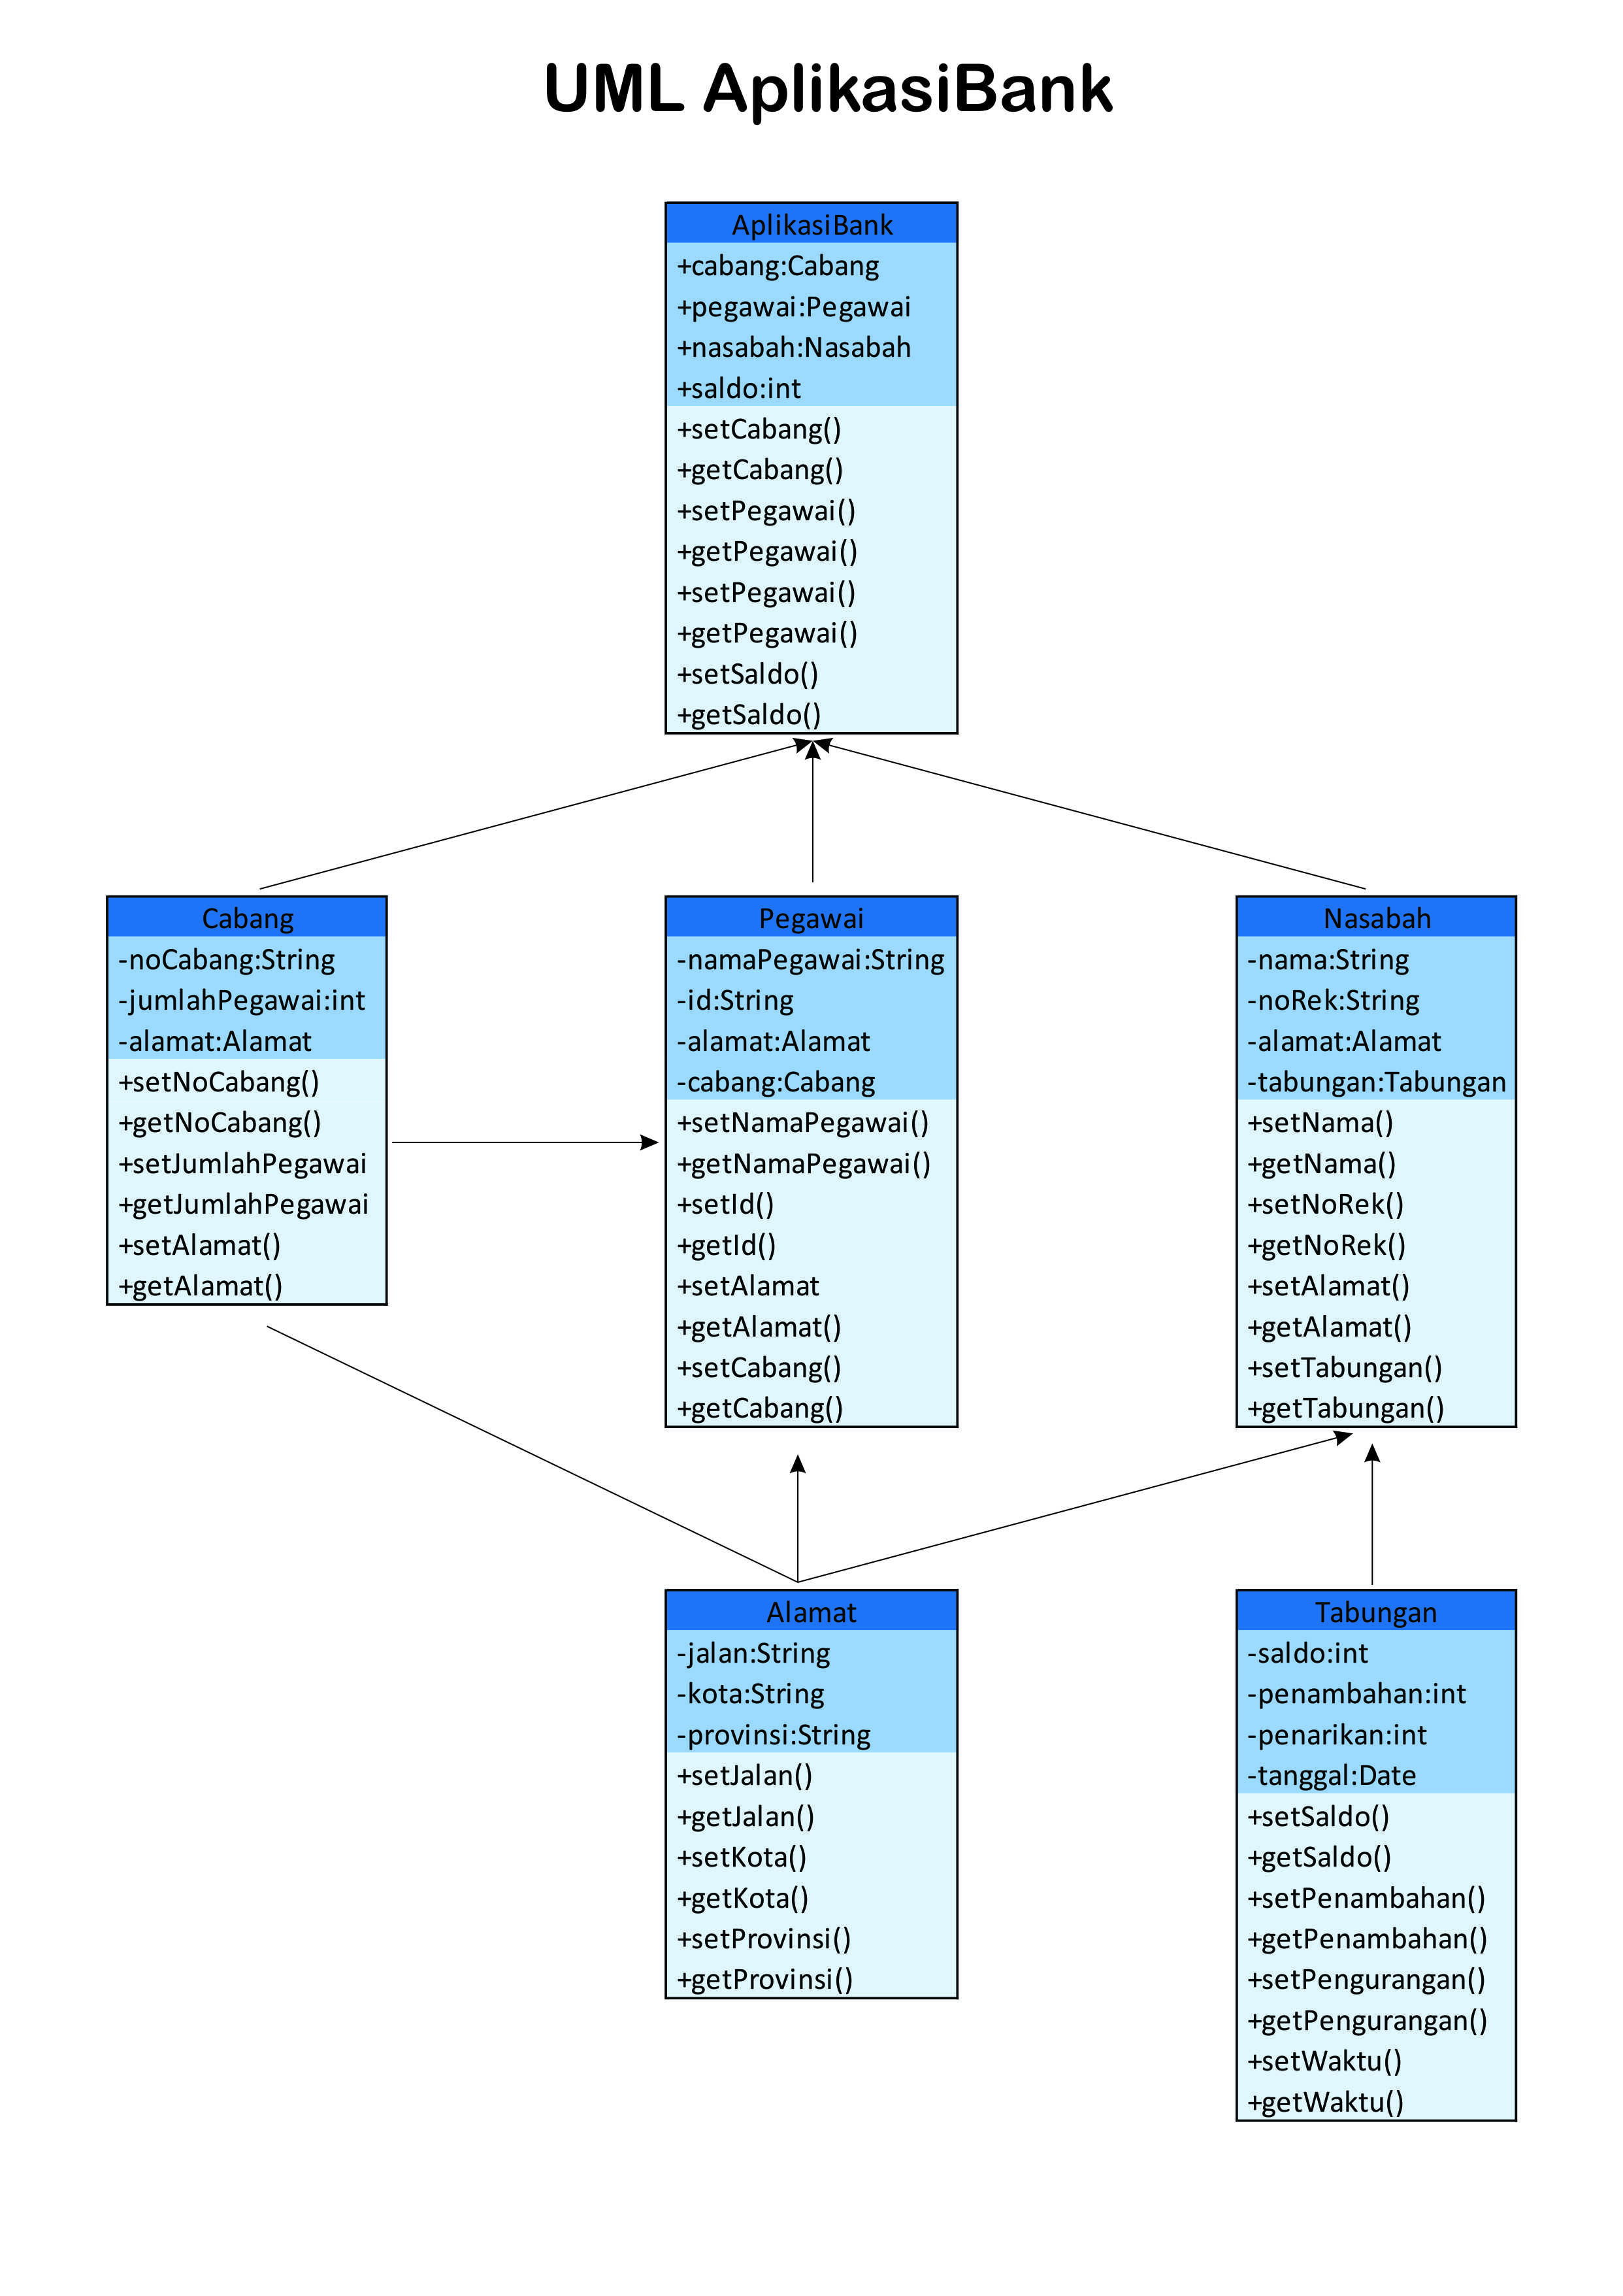 UML AplikasiBank
AplikasiBank
+cabang:Cabang
+pegawai:Pegawai
+nasabah:Nasabah
+saldo:int
+setCabang()
+getCabang()
+setPegawai()
+getPegawai()
+setPegawai()
+getPegawai()
+setSaldo()
+getSaldo()
Cabang
-noCabang:String
-jumlahPegawai:int
-alamat:Alamat
+setNoCabang()
+getNoCabang()
+setJumlahPegawai
+getJumlahPegawai
+setAlamat()
+getAlamat()
Pegawai
-namaPegawai:String
-id:String
-alamat:Alamat
-cabang:Cabang
+setNamaPegawai()
+getNamaPegawai()
+setId()
+getId()
+setAlamat
+getAlamat()
+setCabang()
+getCabang()
Nasabah
-nama:String
-noRek:String
-alamat:Alamat
-tabungan:Tabungan
+setNama()
+getNama()
+setNoRek()
+getNoRek()
+setAlamat()
+getAlamat()
+setTabungan()
+getTabungan()
Alamat
-jalan:String
-kota:String
-provinsi:String
+setJalan()
+getJalan()
+setKota()
+getKota()
+setProvinsi()
+getProvinsi()
Tabungan
-saldo:int
-penambahan:int
-penarikan:int
-tanggal:Date
+setSaldo()
+getSaldo()
+setPenambahan()
+getPenambahan()
+setPengurangan()
+getPengurangan()
+setWaktu()
+getWaktu()